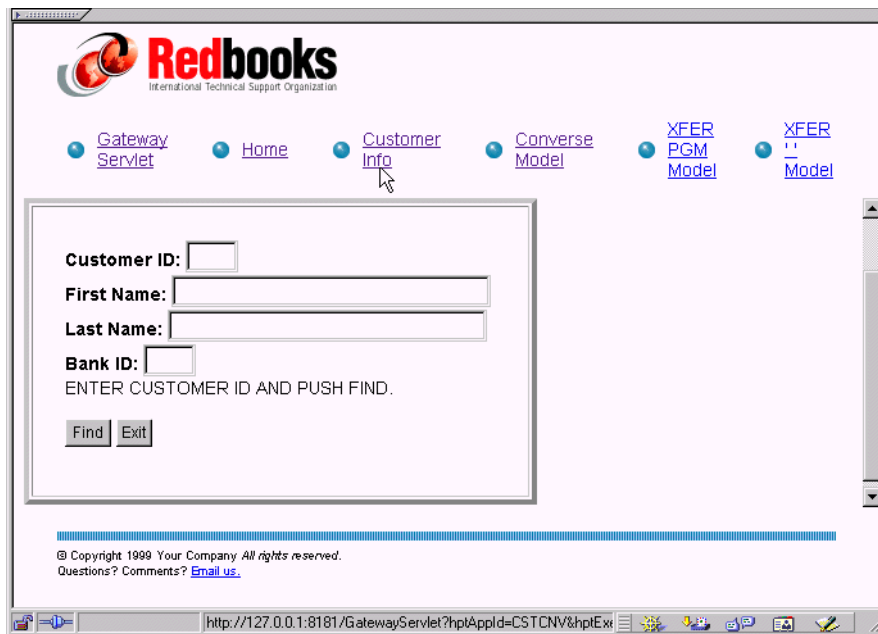 Redbooks
International Technical Support Organization
Gateway Servlet
Home
Customer Info
Converse Model
XFER PGM Model
XFER ' ' Model
Customer ID:
First Name:
Last Name:
Bank ID:
ENTER CUSTOMER ID AND PUSH FIND.
Find Exit
© Copyright 1999 Your Company All rights reserved.
Questions? Comments? Email us.
http://127.0.0.1:8181/GatewayServlet?hptAppId=CSTCNV&hptExe